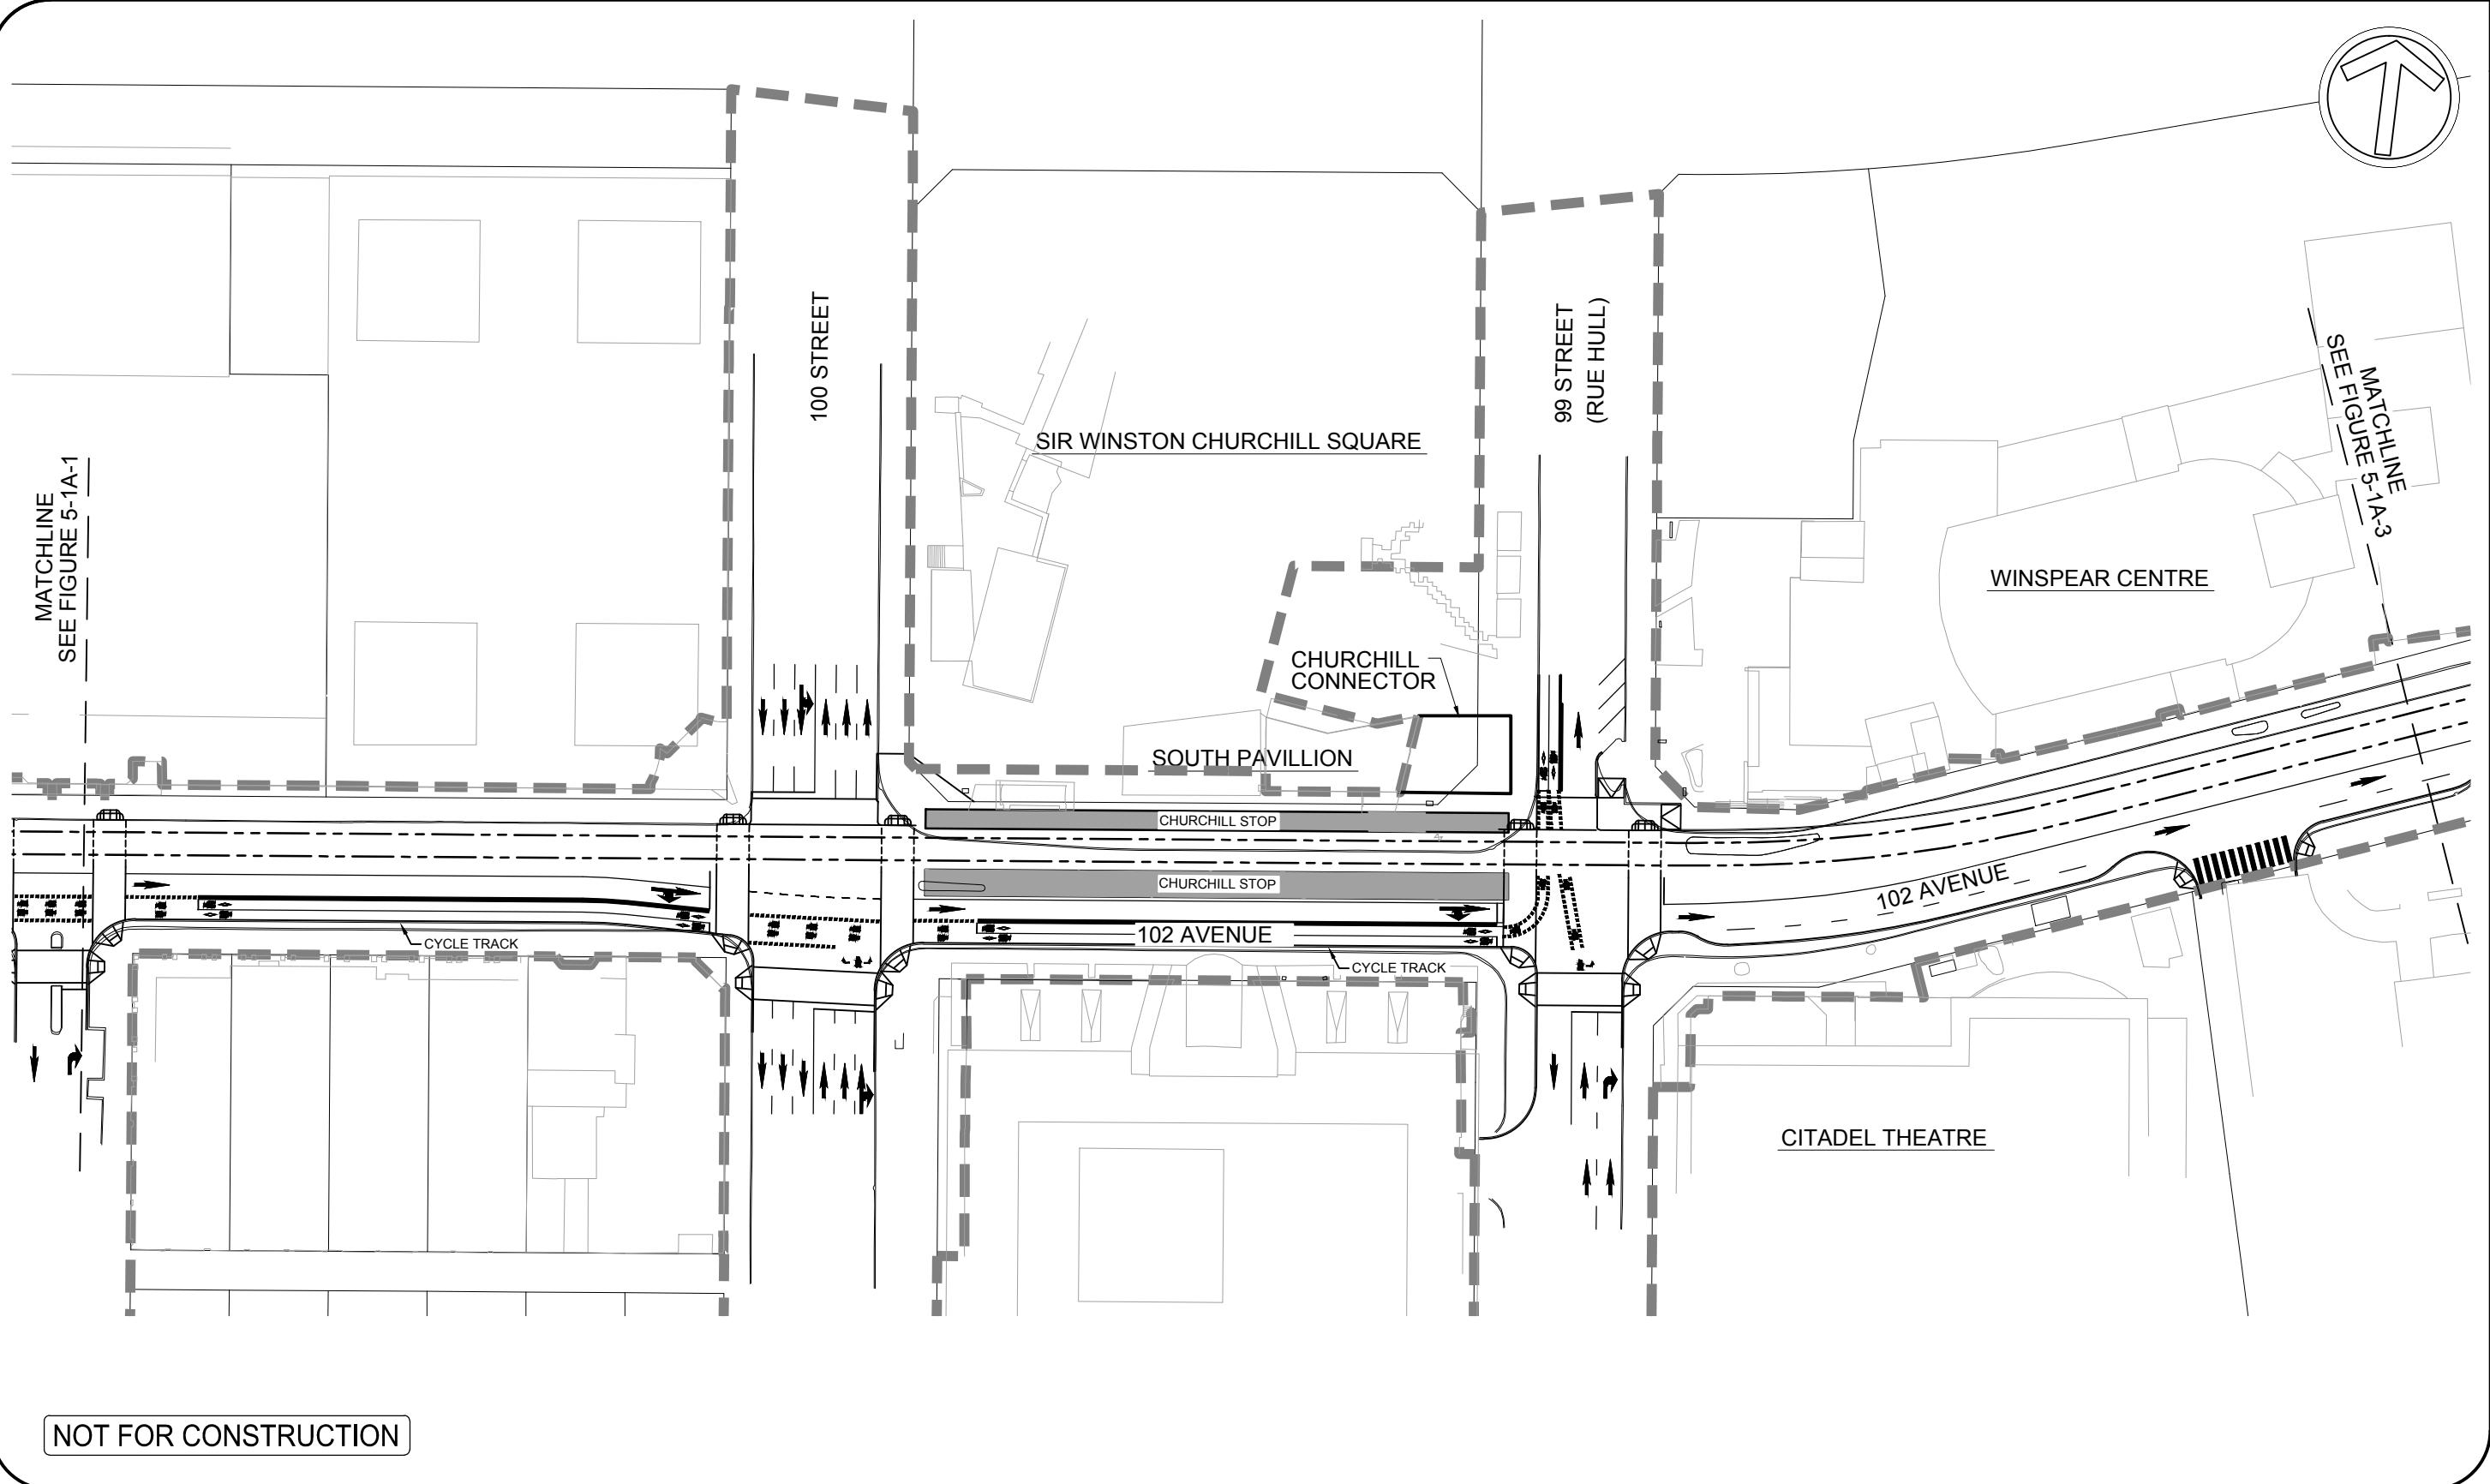 100 STREET
99 STREET
(RUE HULL)
MATCHLINE
SEE FIGURE 5-1A-1
SIR WINSTON CHURCHILL SQUARE
MATCHLINE
SEE FIGURE 5-1A-3
WINSPEAR CENTRE
CHURCHILL
CONNECTOR
SOUTH PAVILLION
CHURCHILL STOP
CHURCHILL STOP
102 AVENUE
102 AVENUE
CYCLE TRACK
CYCLE TRACK
CITADEL THEATRE
NOT FOR CONSTRUCTION